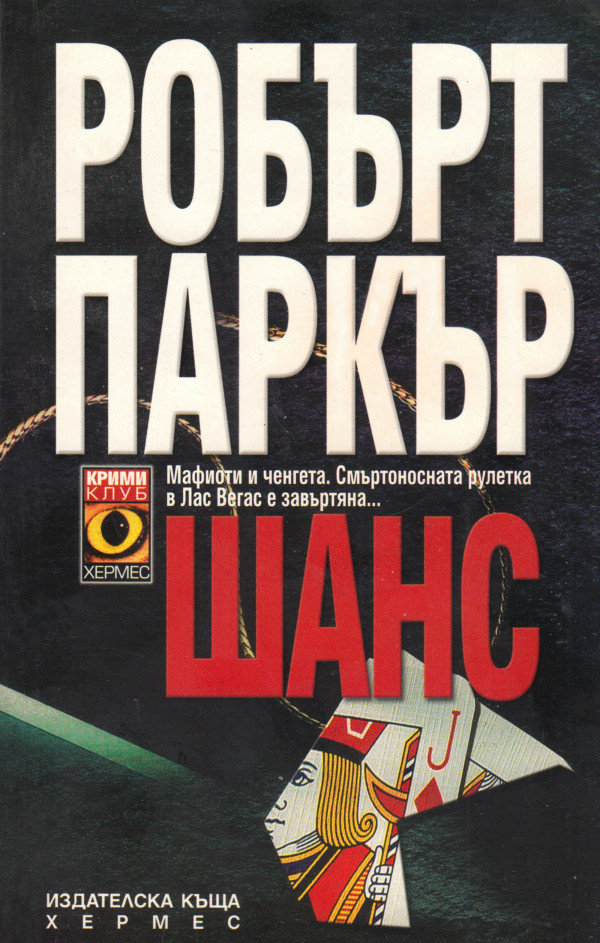 РОБЪРТ
ПАРКЪР
КРИМИ
КЛУБ
ХЕРМЕС
Мафиоти и ченгета. Смъртоносната рулетка
в Лас Вегас е завъртяна...
ШАНС
J
ИЗДАТЕЛСКА КЪЩА
ХЕРМЕС